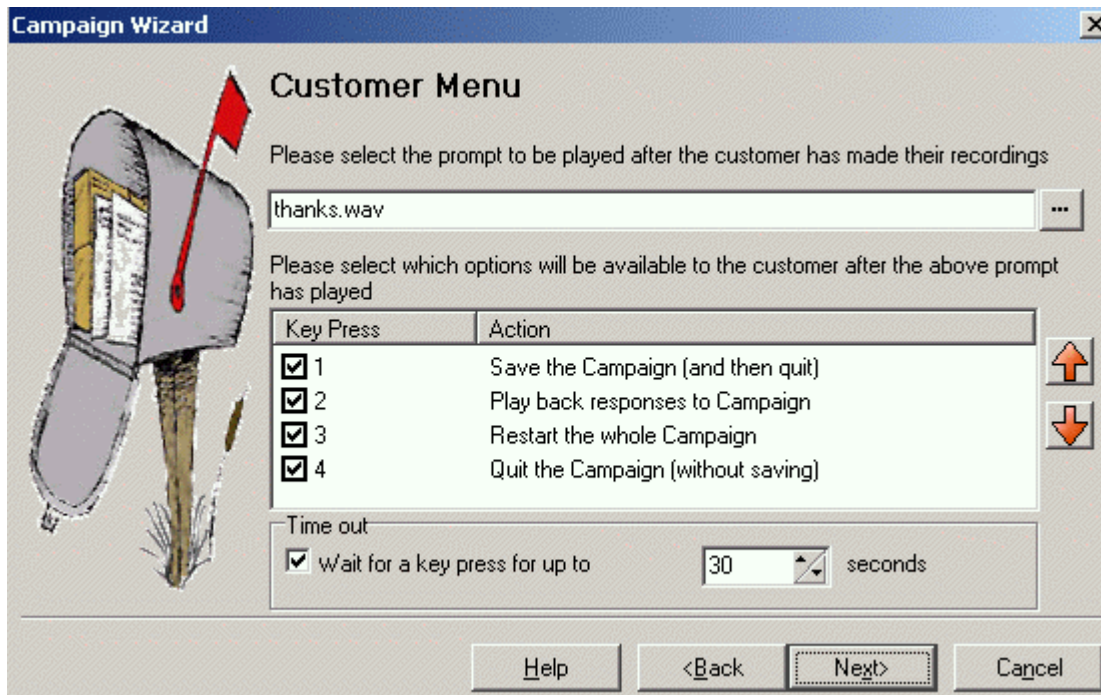 Campaign Wizard
Customer Menu
Please select the prompt to be played after the customer has made their recordings
thanks.wav
...
Please select which options will be available to the customer after the above prompt
has played
Key Press Action
1 Save the Campaign (and then quit)
2 Play back responses to Campaign
3 Restart the whole Campaign
4 Quit the Campaign (without saving)
Time out
Wait for a key press for up to 30 seconds
Help <Back Next> Cancel